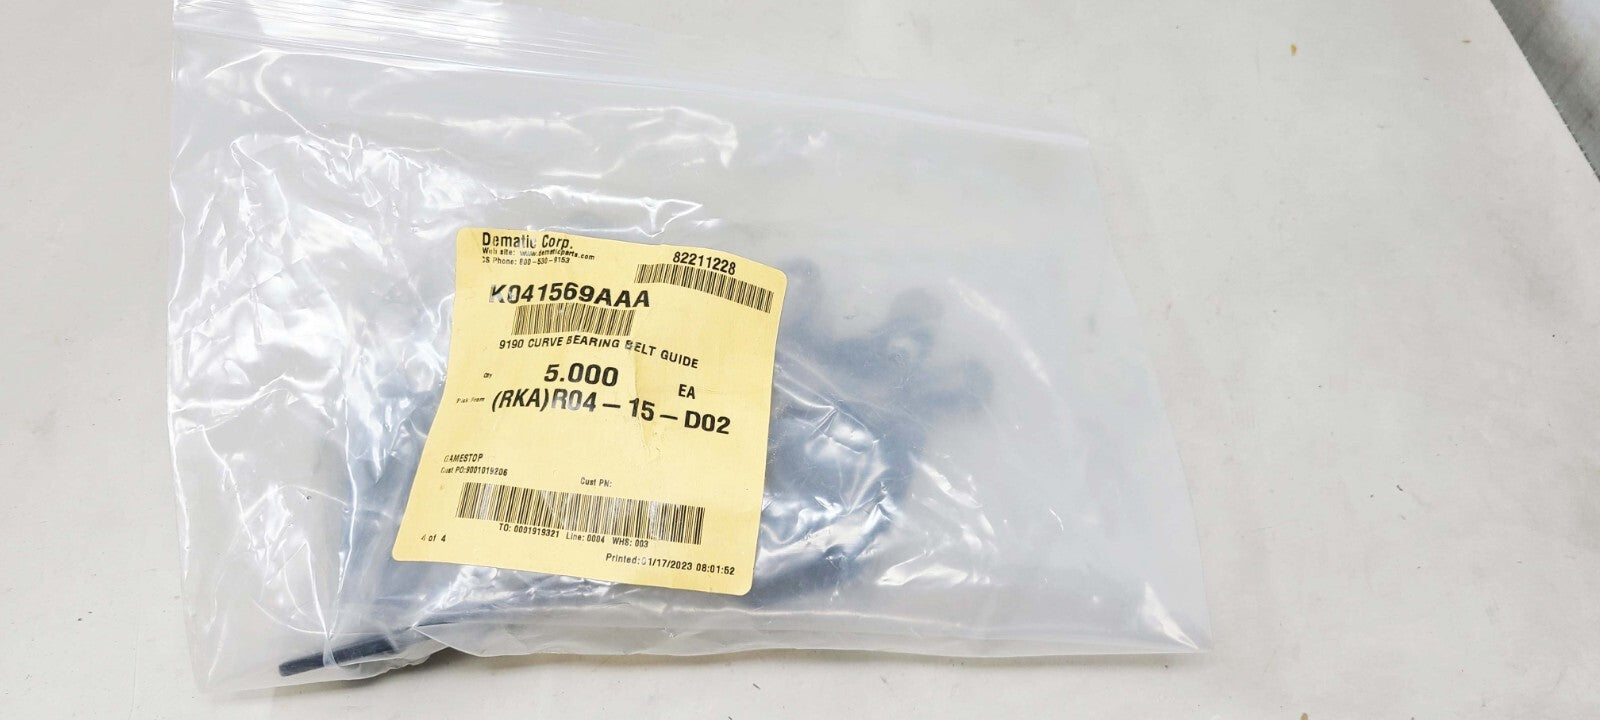 Dematic Corp.
Web site: www.dematicparts.com
CS Phone: 800-530-9153
82211228
K041569AAA
9190 CURVE BEARING BELT GUIDE
Qty 5.000 EA
Pick From (RKA)R04-15-D02
GAMESTOP
Cust PO:9001019206
Cust PN:
TO: 0001919321 Line: 0004 WHS: 003
4 of 4
Printed:01/17/2023 08:01:52